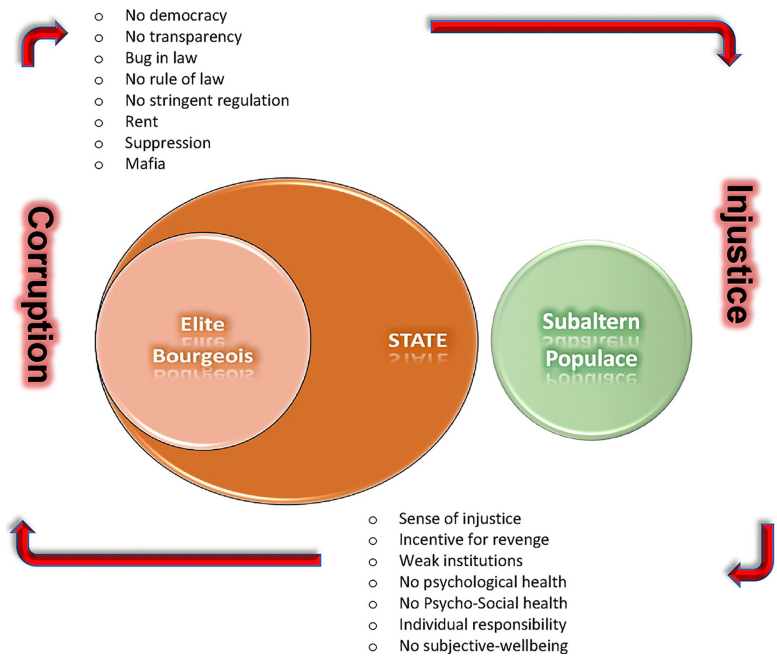 No democracy
No transparency
Bug in law
No rule of law
No stringent regulation
Rent
Suppression
Mafia
Corruption
Injustice
Elite
Bourgeois
STATE
Subaltern
Populace
Sense of injustice
Incentive for revenge
Weak institutions
No psychological health
No Psycho-Social health
Individual responsibility
No subjective-wellbeing